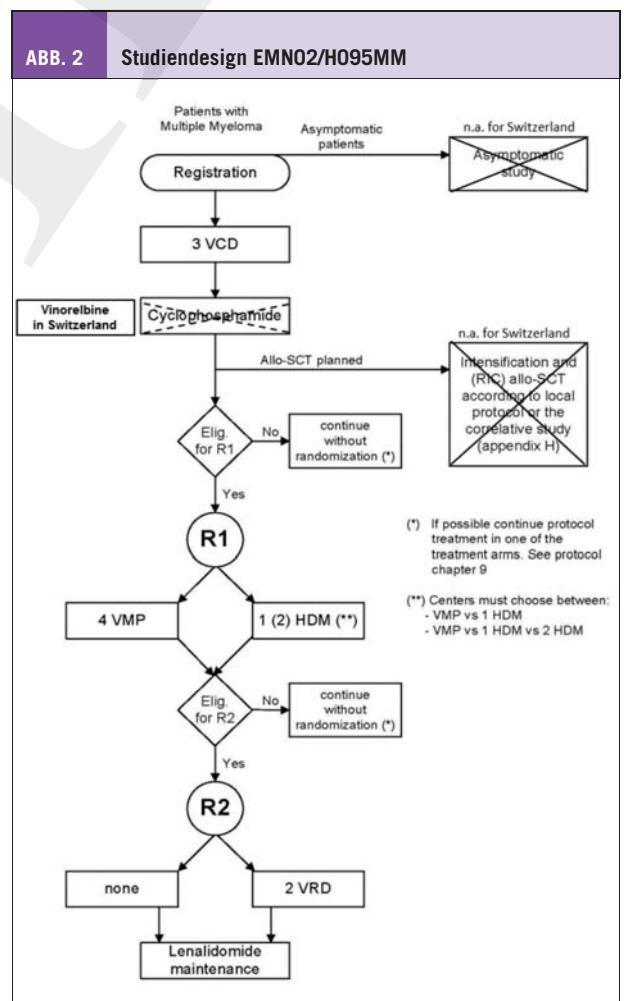 ABB. 2 Studiendesign EMN02/HO95MM
Patients with
Multiple Myeloma
Asymptomatic
patients
n.a. for Switzerland
Asymptomatic
study
Registration
3 VCD
Vinorelbine
in Switzerland
Cyclophosphamide
Allo-SCT planned
n.a. for Switzerland
Intensification and
(RIC) allo-SCT
according to local
protocol or the
correlative study
(appendix H)
Elig.
for R1
No
continue
without
randomization (*)
Yes
R1
(*) If possible continue protocol
treatment in one of the
treatment arms. See protocol
chapter 9
4 VMP
1 (2) HDM (**)
(**) Centers must choose between:
- VMP vs 1 HDM
- VMP vs 1 HDM vs 2 HDM
Elig.
for R2
No
continue
without
randomization (*)
Yes
R2
none
2 VRD
Lenalidomide
maintenance